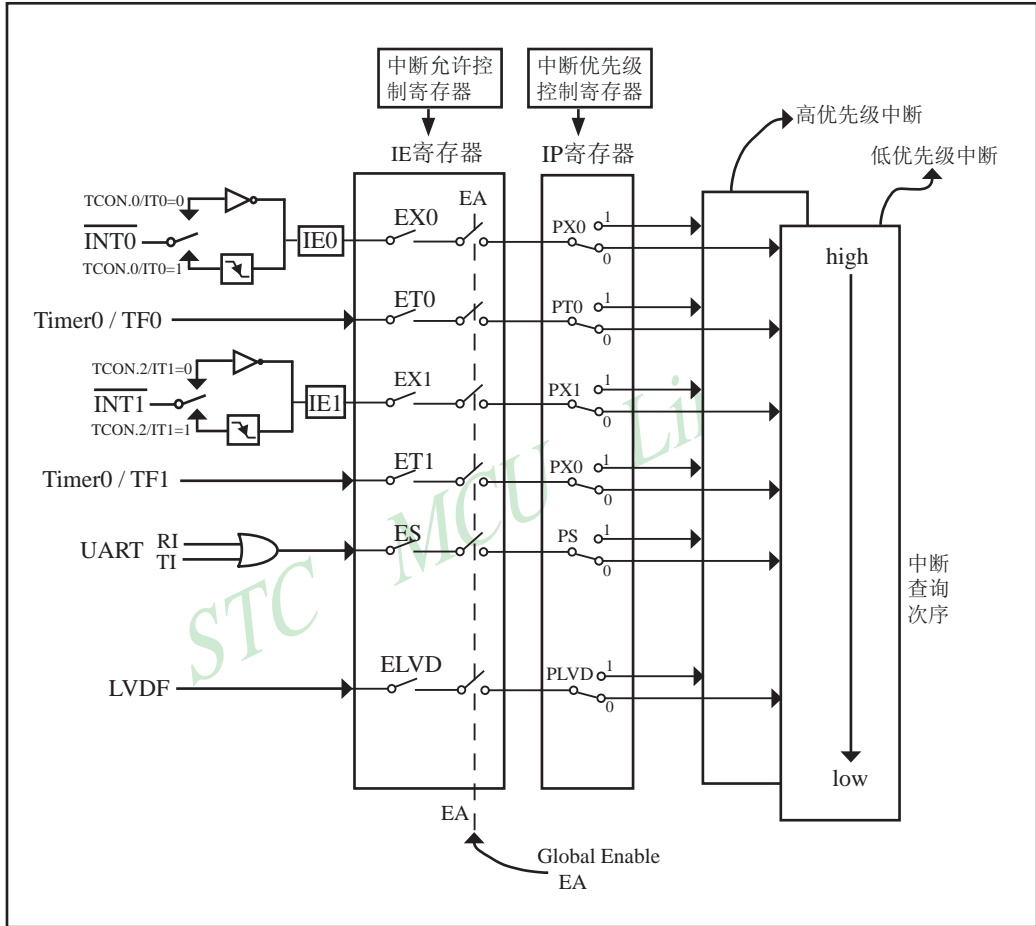 中断允许控
制寄存器
中断优先级
控制寄存器
高优先级中断
低优先级中断
IE寄存器
IP寄存器
TCON.0/IT0=0
INT0
TCON.0/IT0=1
IE0
EX0
EA
PX0
1
0
high
Timer0 / TF0
ET0
PT0
1
0
TCON.2/IT1=0
INT1
TCON.2/IT1=1
IE1
EX1
PX1
1
0
Timer0 / TF1
ET1
PX0
1
0
UART
RI
TI
ES
PS
1
0
中断
查询
次序
LVDF
ELVD
PLVD
1
0
low
EA
Global Enable
EA
STC MCU Li